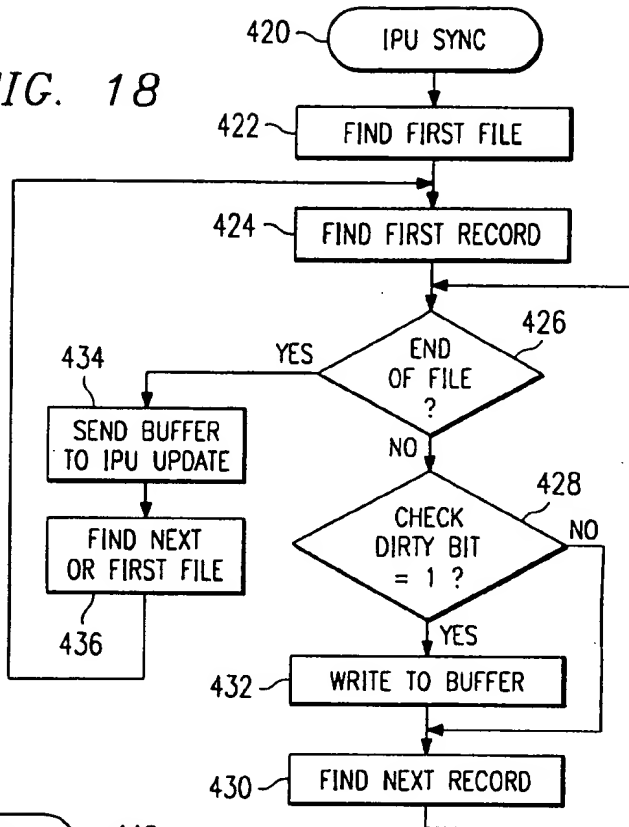 420
IPU SYNC
FIG. 18
422
FIND FIRST FILE
424
FIND FIRST RECORD
426
END
OF FILE
?
YES
434
SEND BUFFER
TO IPU UPDATE
NO
428
CHECK
DIRTY BIT
= 1 ?
NO
FIND NEXT
OR FIRST FILE
436
YES
432
WRITE TO BUFFER
430
FIND NEXT RECORD